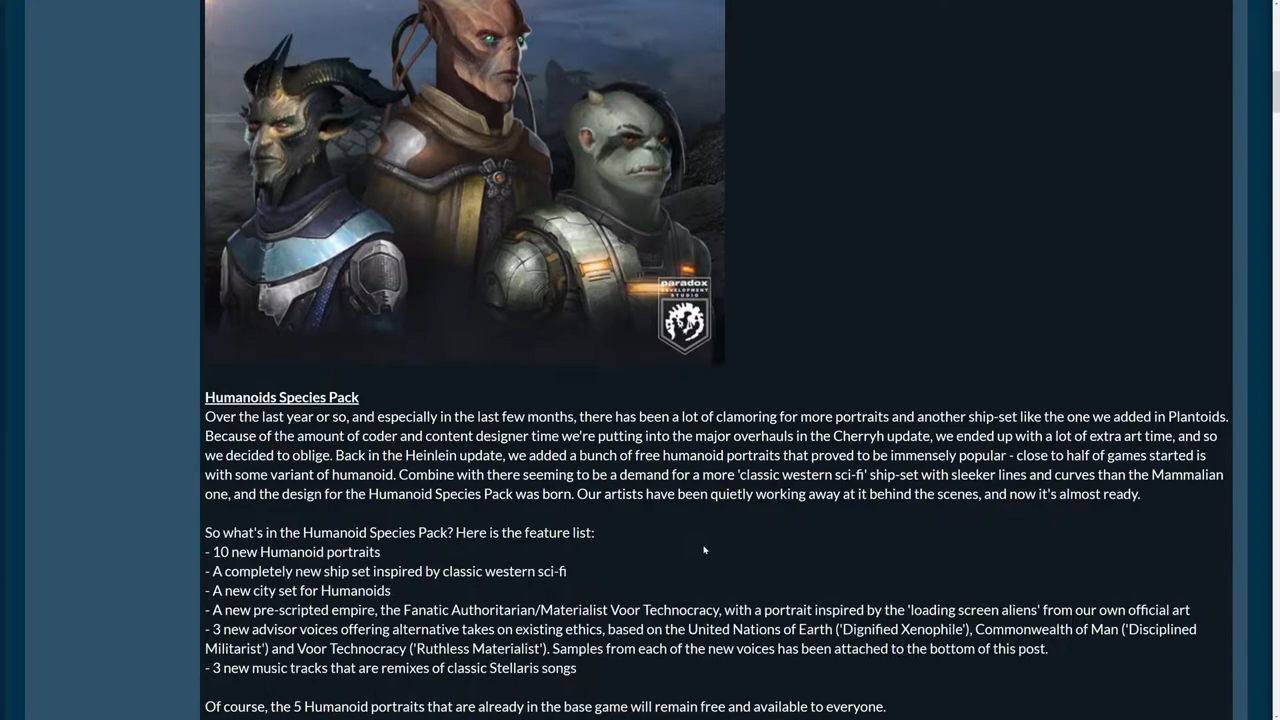 paradox
DEVELOPMENT
STUDIO
Humanoids Species Pack
Over the last year or so, and especially in the last few months, there has been a lot of clamoring for more portraits and another ship-set like the one we added in Plantoids.
Because of the amount of coder and content designer time we're putting into the major overhauls in the Cherryh update, we ended up with a lot of extra art time, and so
we decided to oblige. Back in the Heinlein update, we added a bunch of free humanoid portraits that proved to be immensely popular - close to half of games started is
with some variant of humanoid. Combine with there seeming to be a demand for a more 'classic western sci-fi' ship-set with sleeker lines and curves than the Mammalian
one, and the design for the Humanoid Species Pack was born. Our artists have been quietly working away at it behind the scenes, and now it's almost ready.
So what's in the Humanoid Species Pack? Here is the feature list:
- 10 new Humanoid portraits
- A completely new ship set inspired by classic western sci-fi
- A new city set for Humanoids
- A new pre-scripted empire, the Fanatic Authoritarian/Materialist Voor Technocracy, with a portrait inspired by the 'loading screen aliens' from our own official art
- 3 new advisor voices offering alternative takes on existing ethics, based on the United Nations of Earth ('Dignified Xenophile'), Commonwealth of Man ('Disciplined
Militarist') and Voor Technocracy ('Ruthless Materialist'). Samples from each of the new voices has been attached to the bottom of this post.
- 3 new music tracks that are remixes of classic Stellaris songs
Of course, the 5 Humanoid portraits that are already in the base game will remain free and available to everyone.